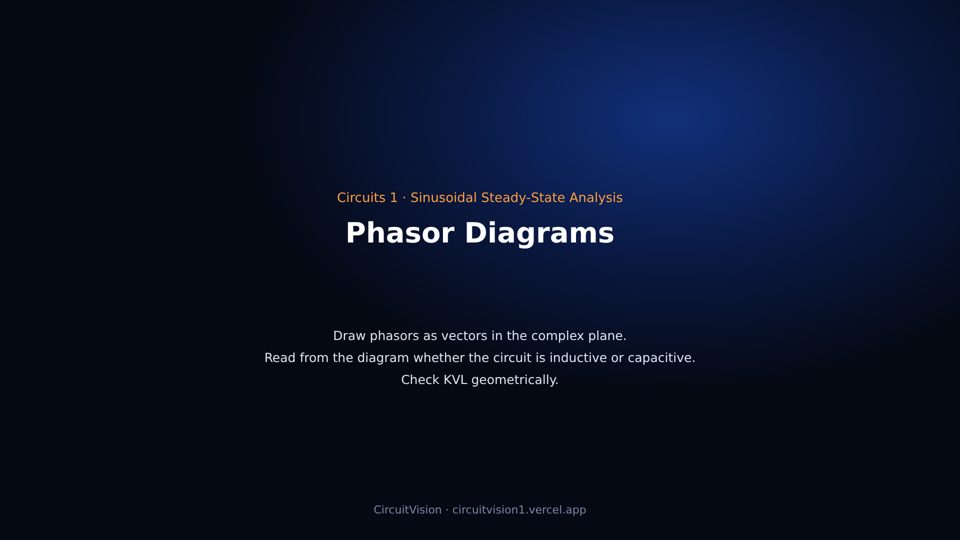 Circuits 1 · Sinusoidal Steady-State Analysis
Phasor Diagrams
Draw phasors as vectors in the complex plane.
Read from the diagram whether the circuit is inductive or capacitive.
Check KVL geometrically.
CircuitVision · circuitvision1.vercel.app